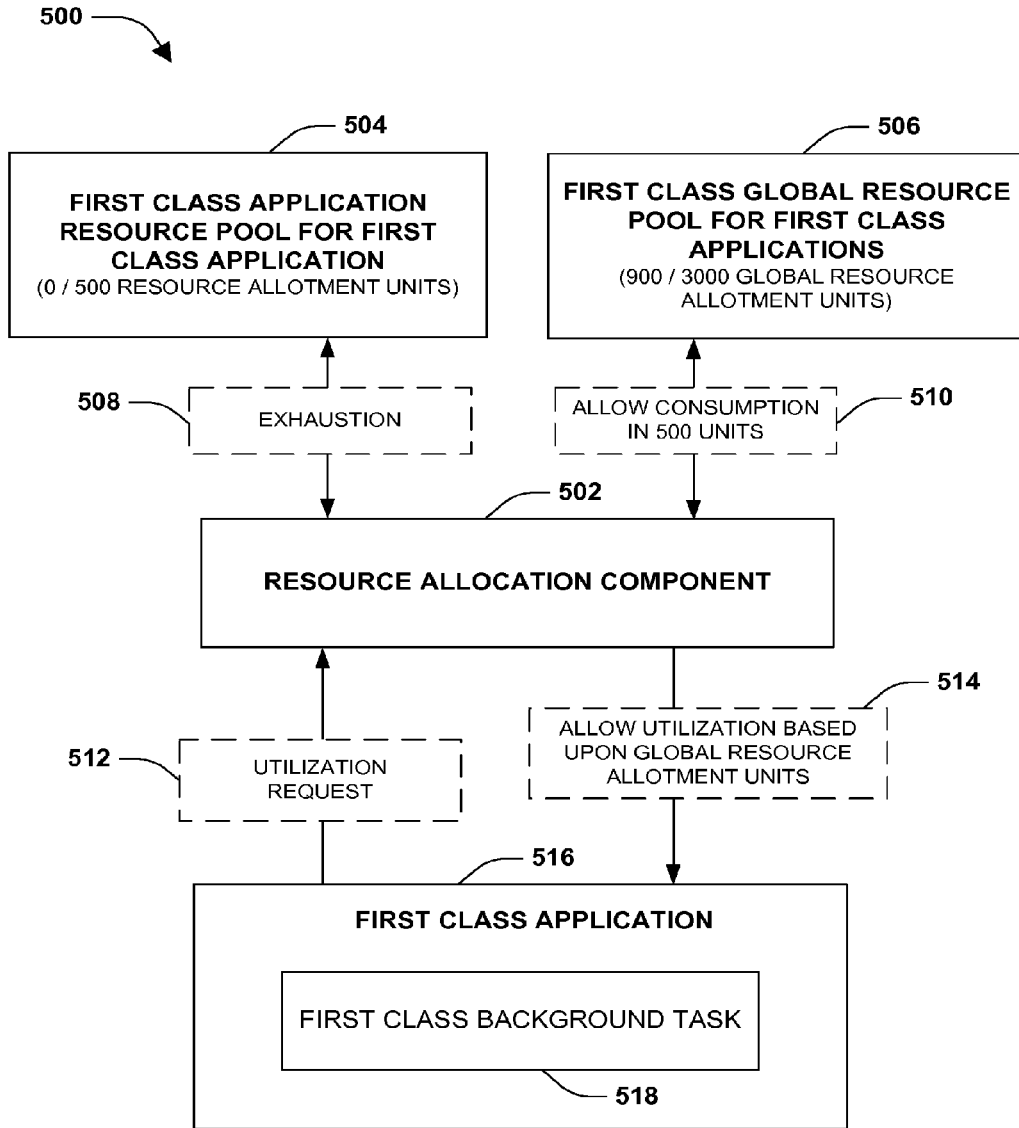 500
504
506
FIRST CLASS APPLICATION
RESOURCE POOL FOR FIRST
CLASS APPLICATION
(0 / 500 RESOURCE ALLOTMENT UNITS)
FIRST CLASS GLOBAL RESOURCE
POOL FOR FIRST CLASS
APPLICATIONS
(900 / 3000 GLOBAL RESOURCE
ALLOTMENT UNITS)
508
EXHAUSTION
ALLOW CONSUMPTION
IN 500 UNITS
510
502
RESOURCE ALLOCATION COMPONENT
514
512
UTILIZATION
REQUEST
ALLOW UTILIZATION BASED
UPON GLOBAL RESOURCE
ALLOTMENT UNITS
516
FIRST CLASS APPLICATION
FIRST CLASS BACKGROUND TASK
518